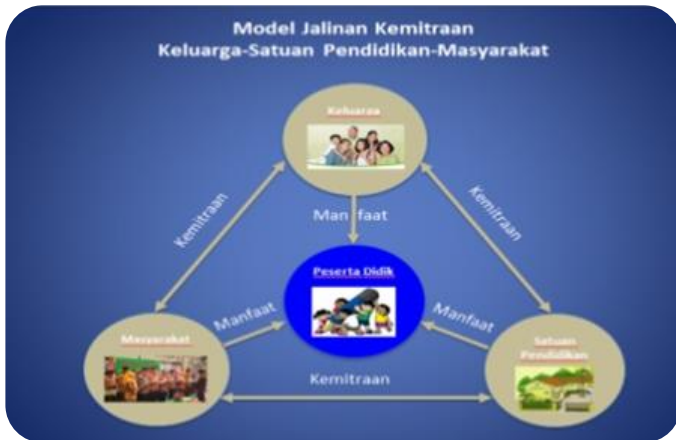 Model Jalinan Kemitraan
Keluarga-Satuan Pendidikan-Masyarakat
Keluarga
Kemitraan
Kemitraan
Manfaat
Peserta Didik
Manfaat
Manfaat
Masyarakat
Satuan
Pendidikan
Kemitraan